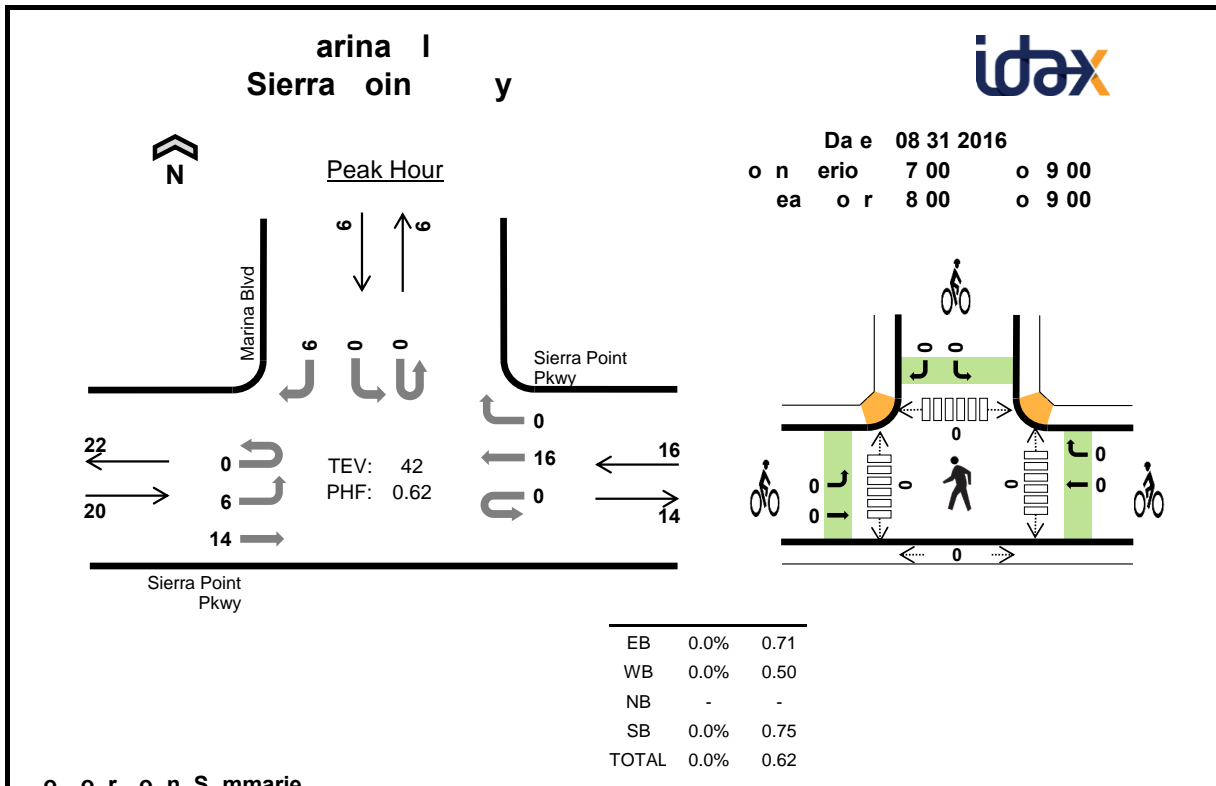 arina l
Sierra oin y
idax
N
Peak Hour
Da e 08 31 2016
o n erio 7 00 o 9 00
ea o r 8 00 o 9 00
6
6
Marina Blvd
6
0
0
Sierra Point
Pkwy
22
20
0
6
14
TEV: 42
PHF: 0.62
0
16
0
16
14
Sierra Point
Pkwy
0
0
0
0
0
0
0
0
0
0
EB 0.0% 0.71
WB 0.0% 0.50
NB - -
SB 0.0% 0.75
TOTAL 0.0% 0.62
o o r o n S mmarie